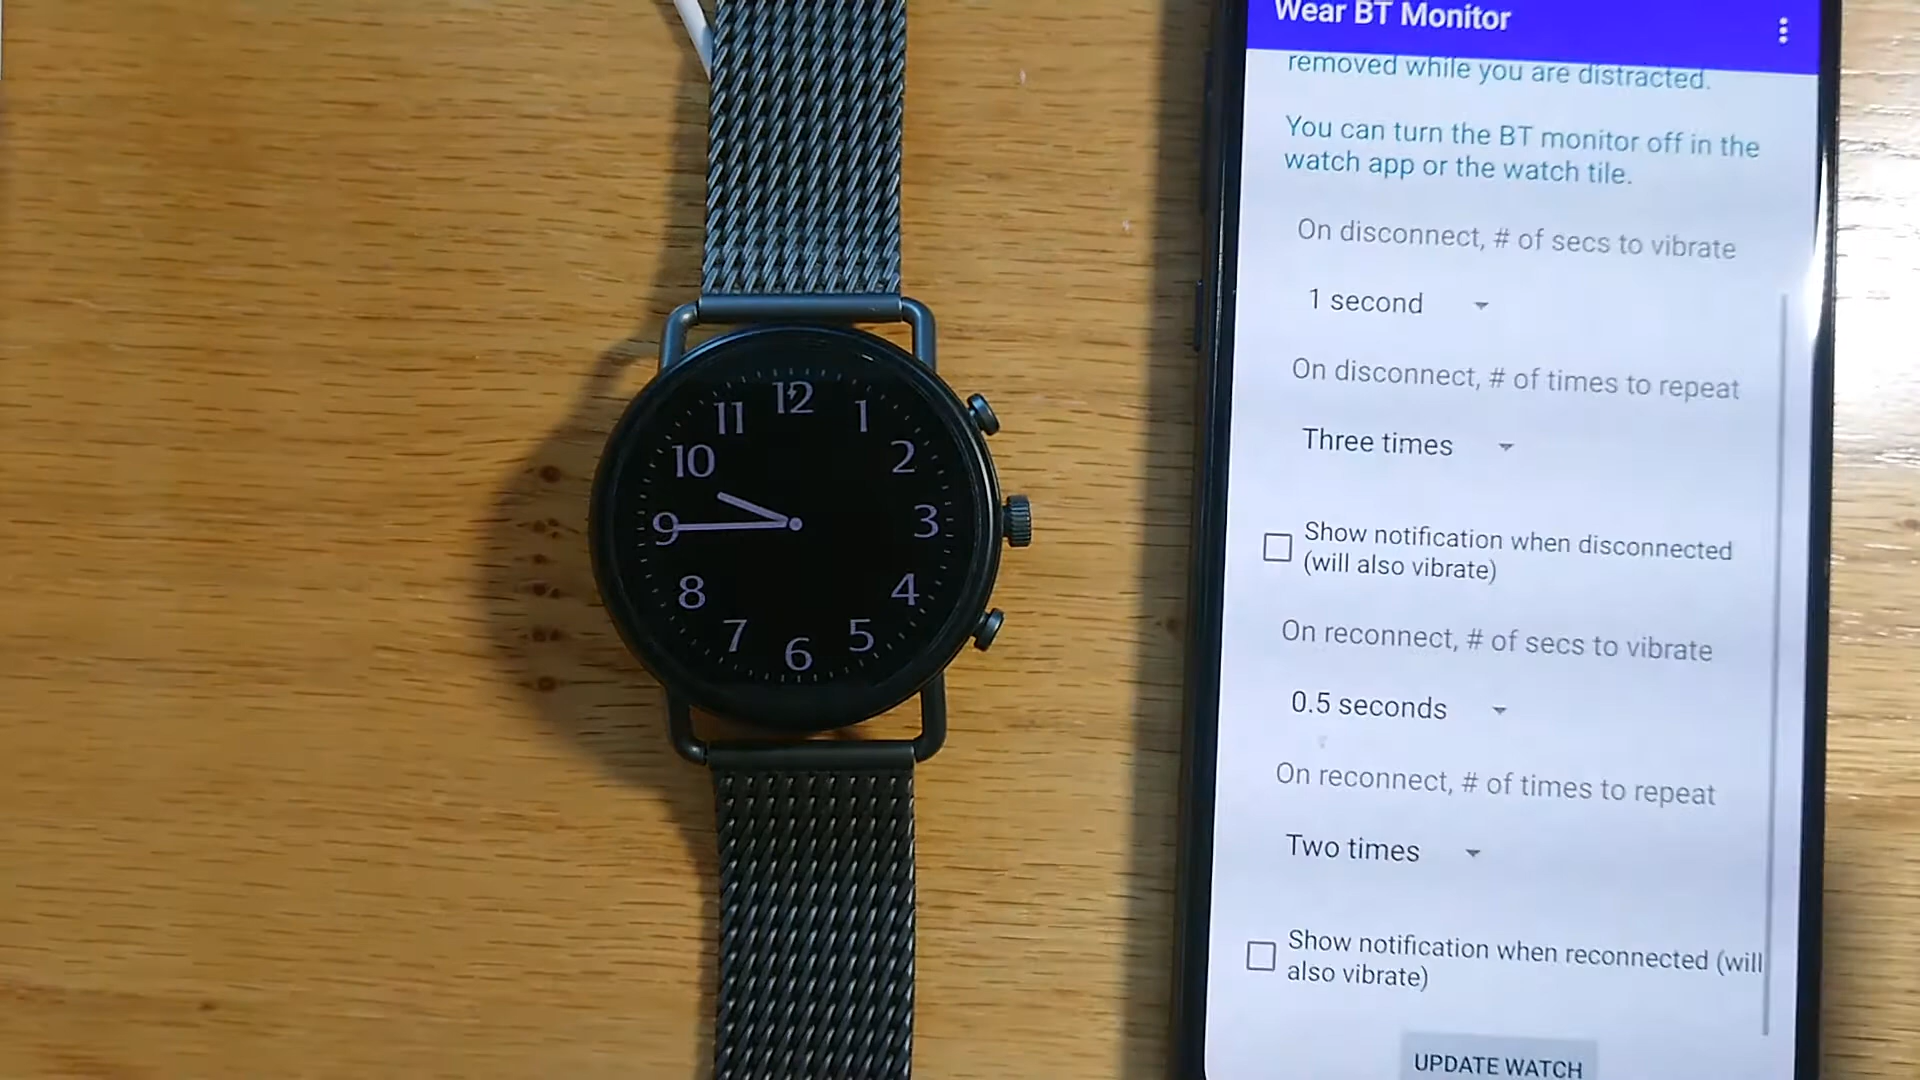 12
11
1
10
2
9
3
8
4
7
5
6
Wear BT Monitor
removed while you are distracted.
You can turn the BT monitor off in the
watch app or the watch tile.
On disconnect, # of secs to vibrate
1 second
On disconnect, # of times to repeat
Three times
Show notification when disconnected
(will also vibrate)
On reconnect, # of secs to vibrate
0.5 seconds
On reconnect, # of times to repeat
Two times
Show notification when reconnected (will
also vibrate)
UPDATE WATCH